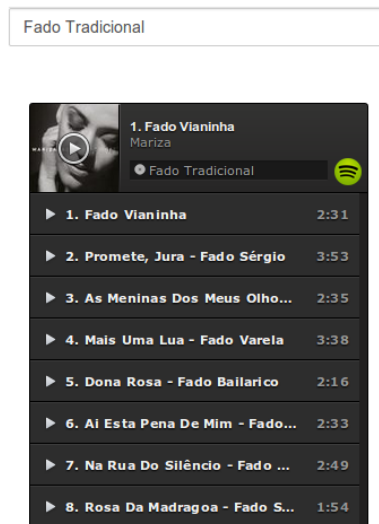 Fado Tradicional
1. Fado Vianinha
Mariza
Fado Tradicional
1. Fado Vianinha 2:31
2. Promete, Jura - Fado Sérgio 3:53
3. As Meninas Dos Meus Olho... 2:35
4. Mais Uma Lua - Fado Varela 3:38
5. Dona Rosa - Fado Bailarico 2:16
6. Ai Esta Pena De Mim - Fado... 2:33
7. Na Rua Do Silêncio - Fado ... 2:49
8. Rosa Da Madragoa - Fado S... 1:54